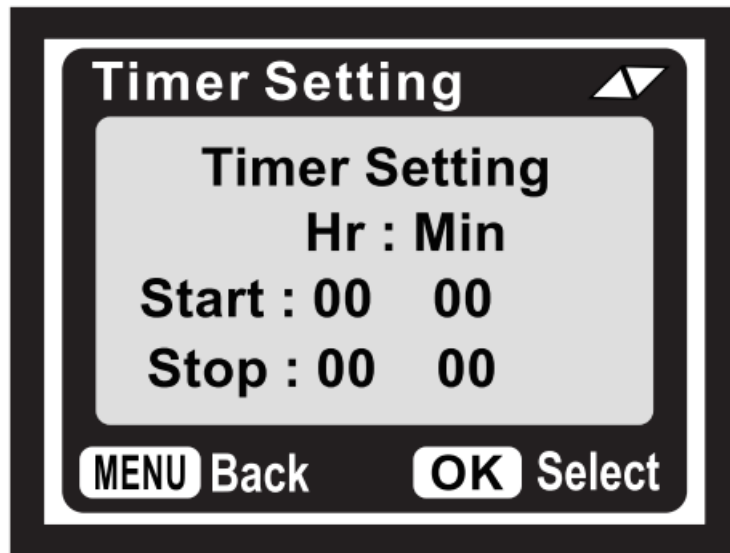 Timer Setting
Timer Setting
Hr : Min
Start : 00 00
Stop : 00 00
MENU Back OK Select